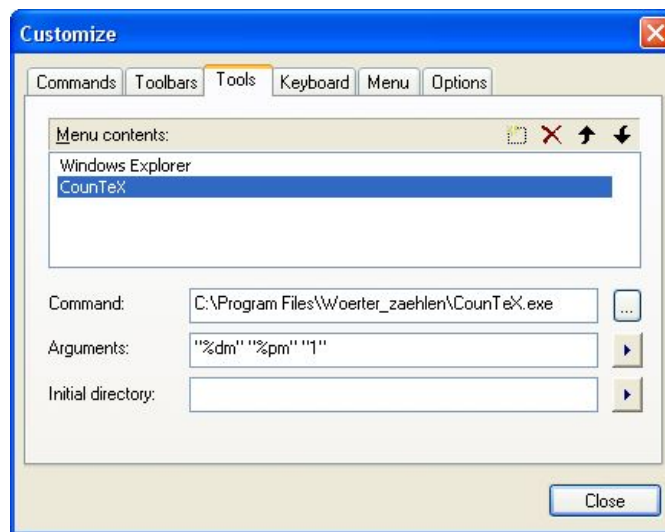 Customize
Commands Toolbars Tools Keyboard Menu Options
Menu contents:
Windows Explorer
CounTeX
Command: C:\Program Files\Woerter_zaehlen\CounTeX.exe ...
Arguments: "%dm" "%pm" "1"
Initial directory:
Close